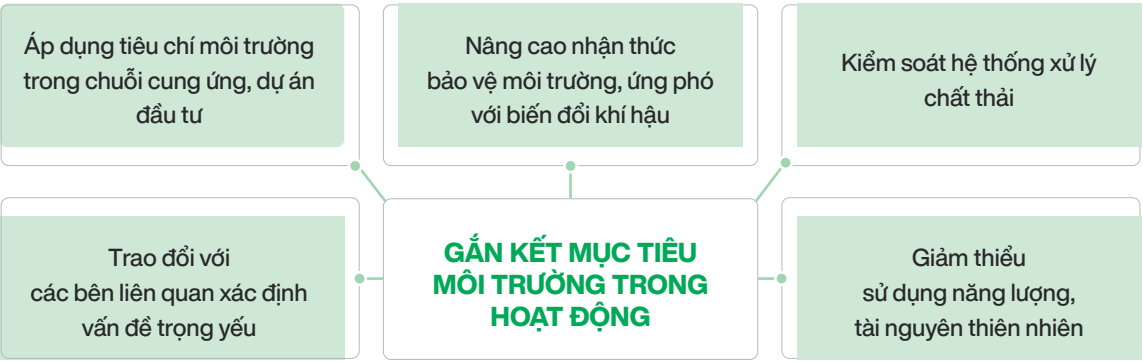 Áp dụng tiêu chí môi trường
trong chuỗi cung ứng, dự án
đầu tư
Nâng cao nhận thức
bảo vệ môi trường, ứng phó
với biến đổi khí hậu
Kiểm soát hệ thống xử lý
chất thải
Trao đổi với
các bên liên quan xác định
vấn đề trọng yếu
GẮN KẾT MỤC TIÊU
MÔI TRƯỜNG TRONG
HOẠT ĐỘNG
Giảm thiểu
sử dụng năng lượng,
tài nguyên thiên nhiên